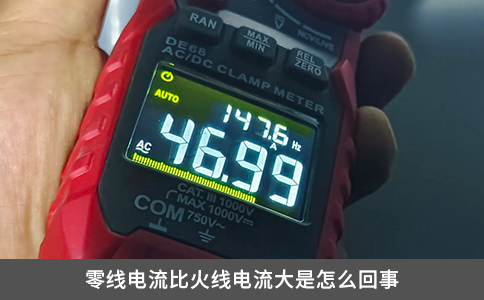 NCV/LIVE
RAN
MAX/MIN
REL/ZERO
DE68
AC/DC CLAMP METER
AUTO
147.6 Hz
AC 46.99 A
CAT. III 1000V
MAX 1000V
COM 750V~
零线电流比火线电流大是怎么回事